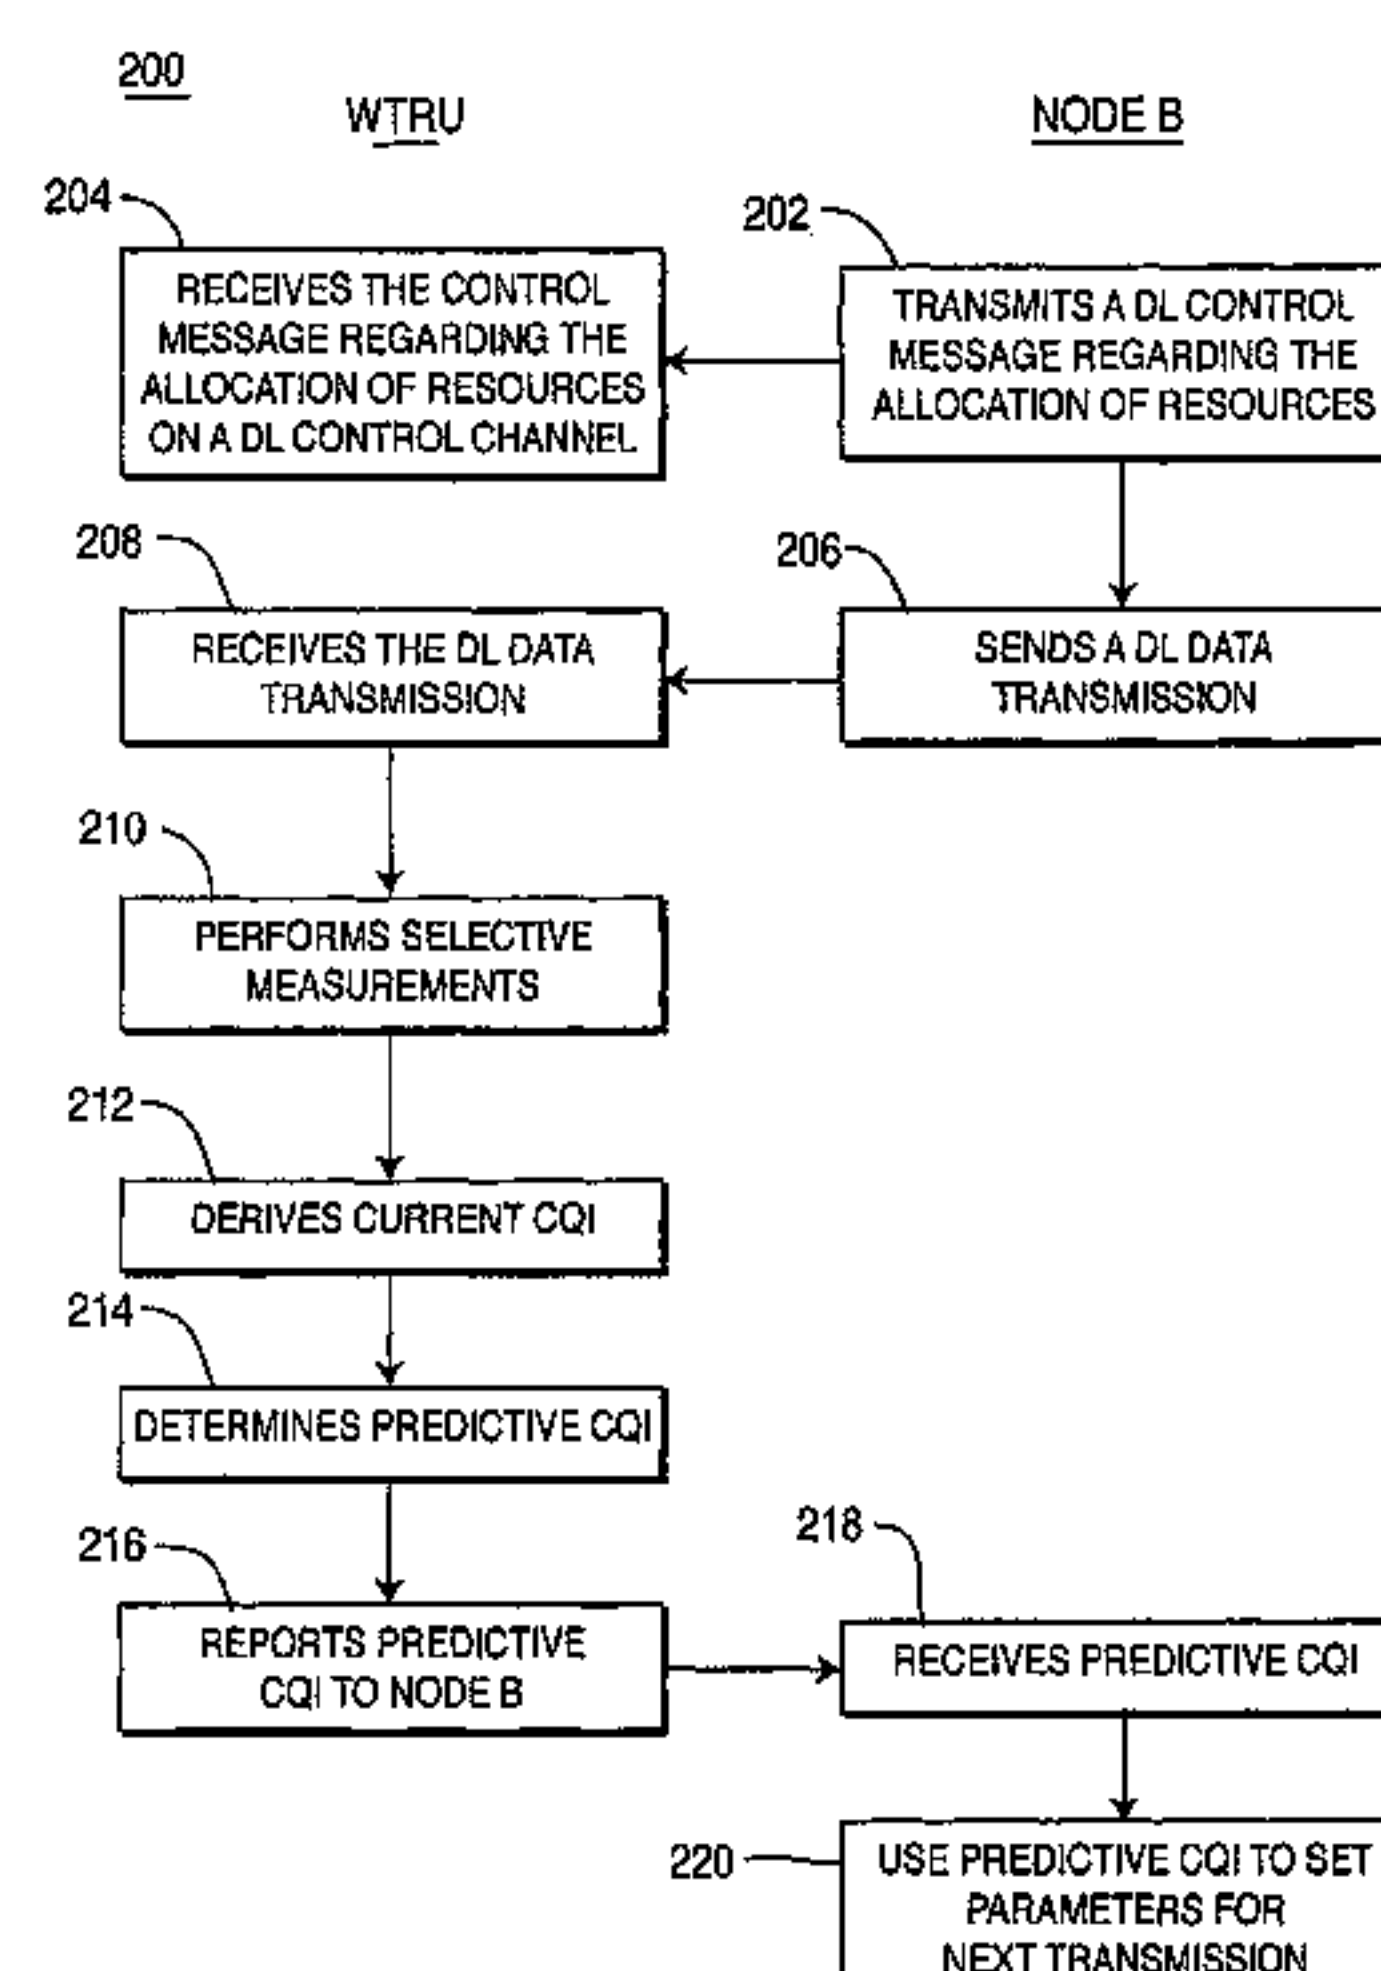 200
WTRU
NODE B
204
202
RECEIVES THE CONTROL
MESSAGE REGARDING THE
ALLOCATION OF RESOURCES
ON A DL CONTROL CHANNEL
TRANSMITS A DL CONTROL
MESSAGE REGARDING THE
ALLOCATION OF RESOURCES
208
206
RECEIVES THE DL DATA
TRANSMISSION
SENDS A DL DATA
TRANSMISSION
210
PERFORMS SELECTIVE
MEASUREMENTS
212
DERIVES CURRENT CQI
214
DETERMINES PREDICTIVE CQI
216
218
REPORTS PREDICTIVE
CQI TO NODE B
RECEIVES PREDICTIVE CQI
220
USE PREDICTIVE CQI TO SET
PARAMETERS FOR
NEXT TRANSMISSION